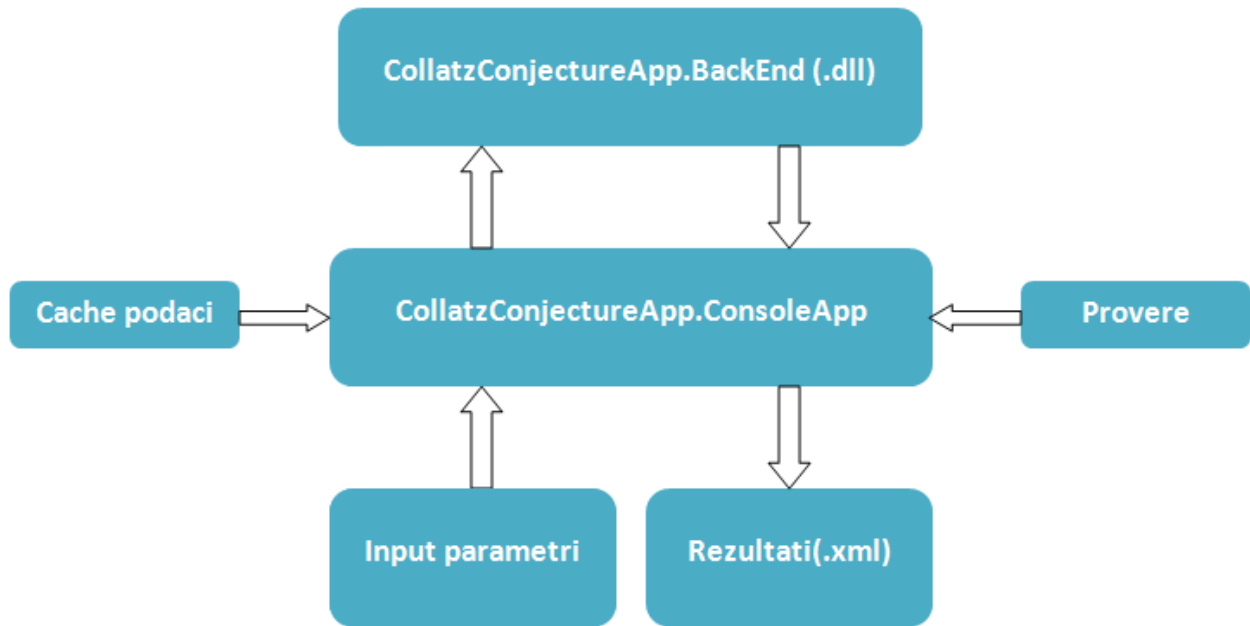 CollatzConjectureApp.BackEnd (.dll)
Cache podaci
CollatzConjectureApp.ConsoleApp
Provere
Input parametri
Rezultati(.xml)